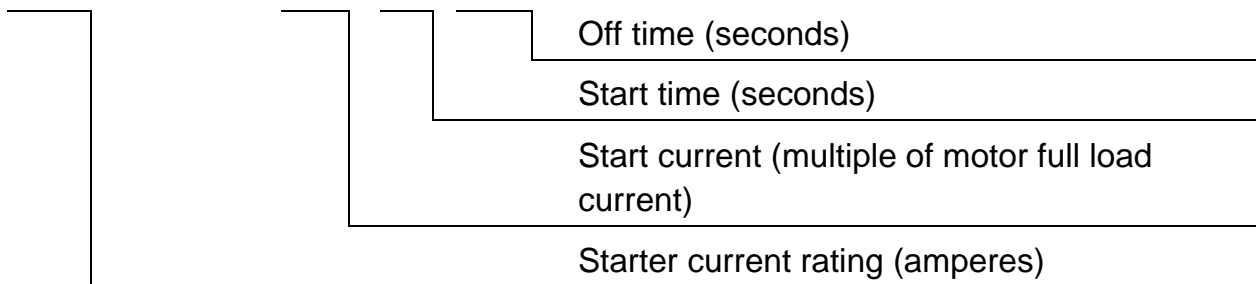 Off time (seconds)
Start time (seconds)
Start current (multiple of motor full load
current)
Starter current rating (amperes)